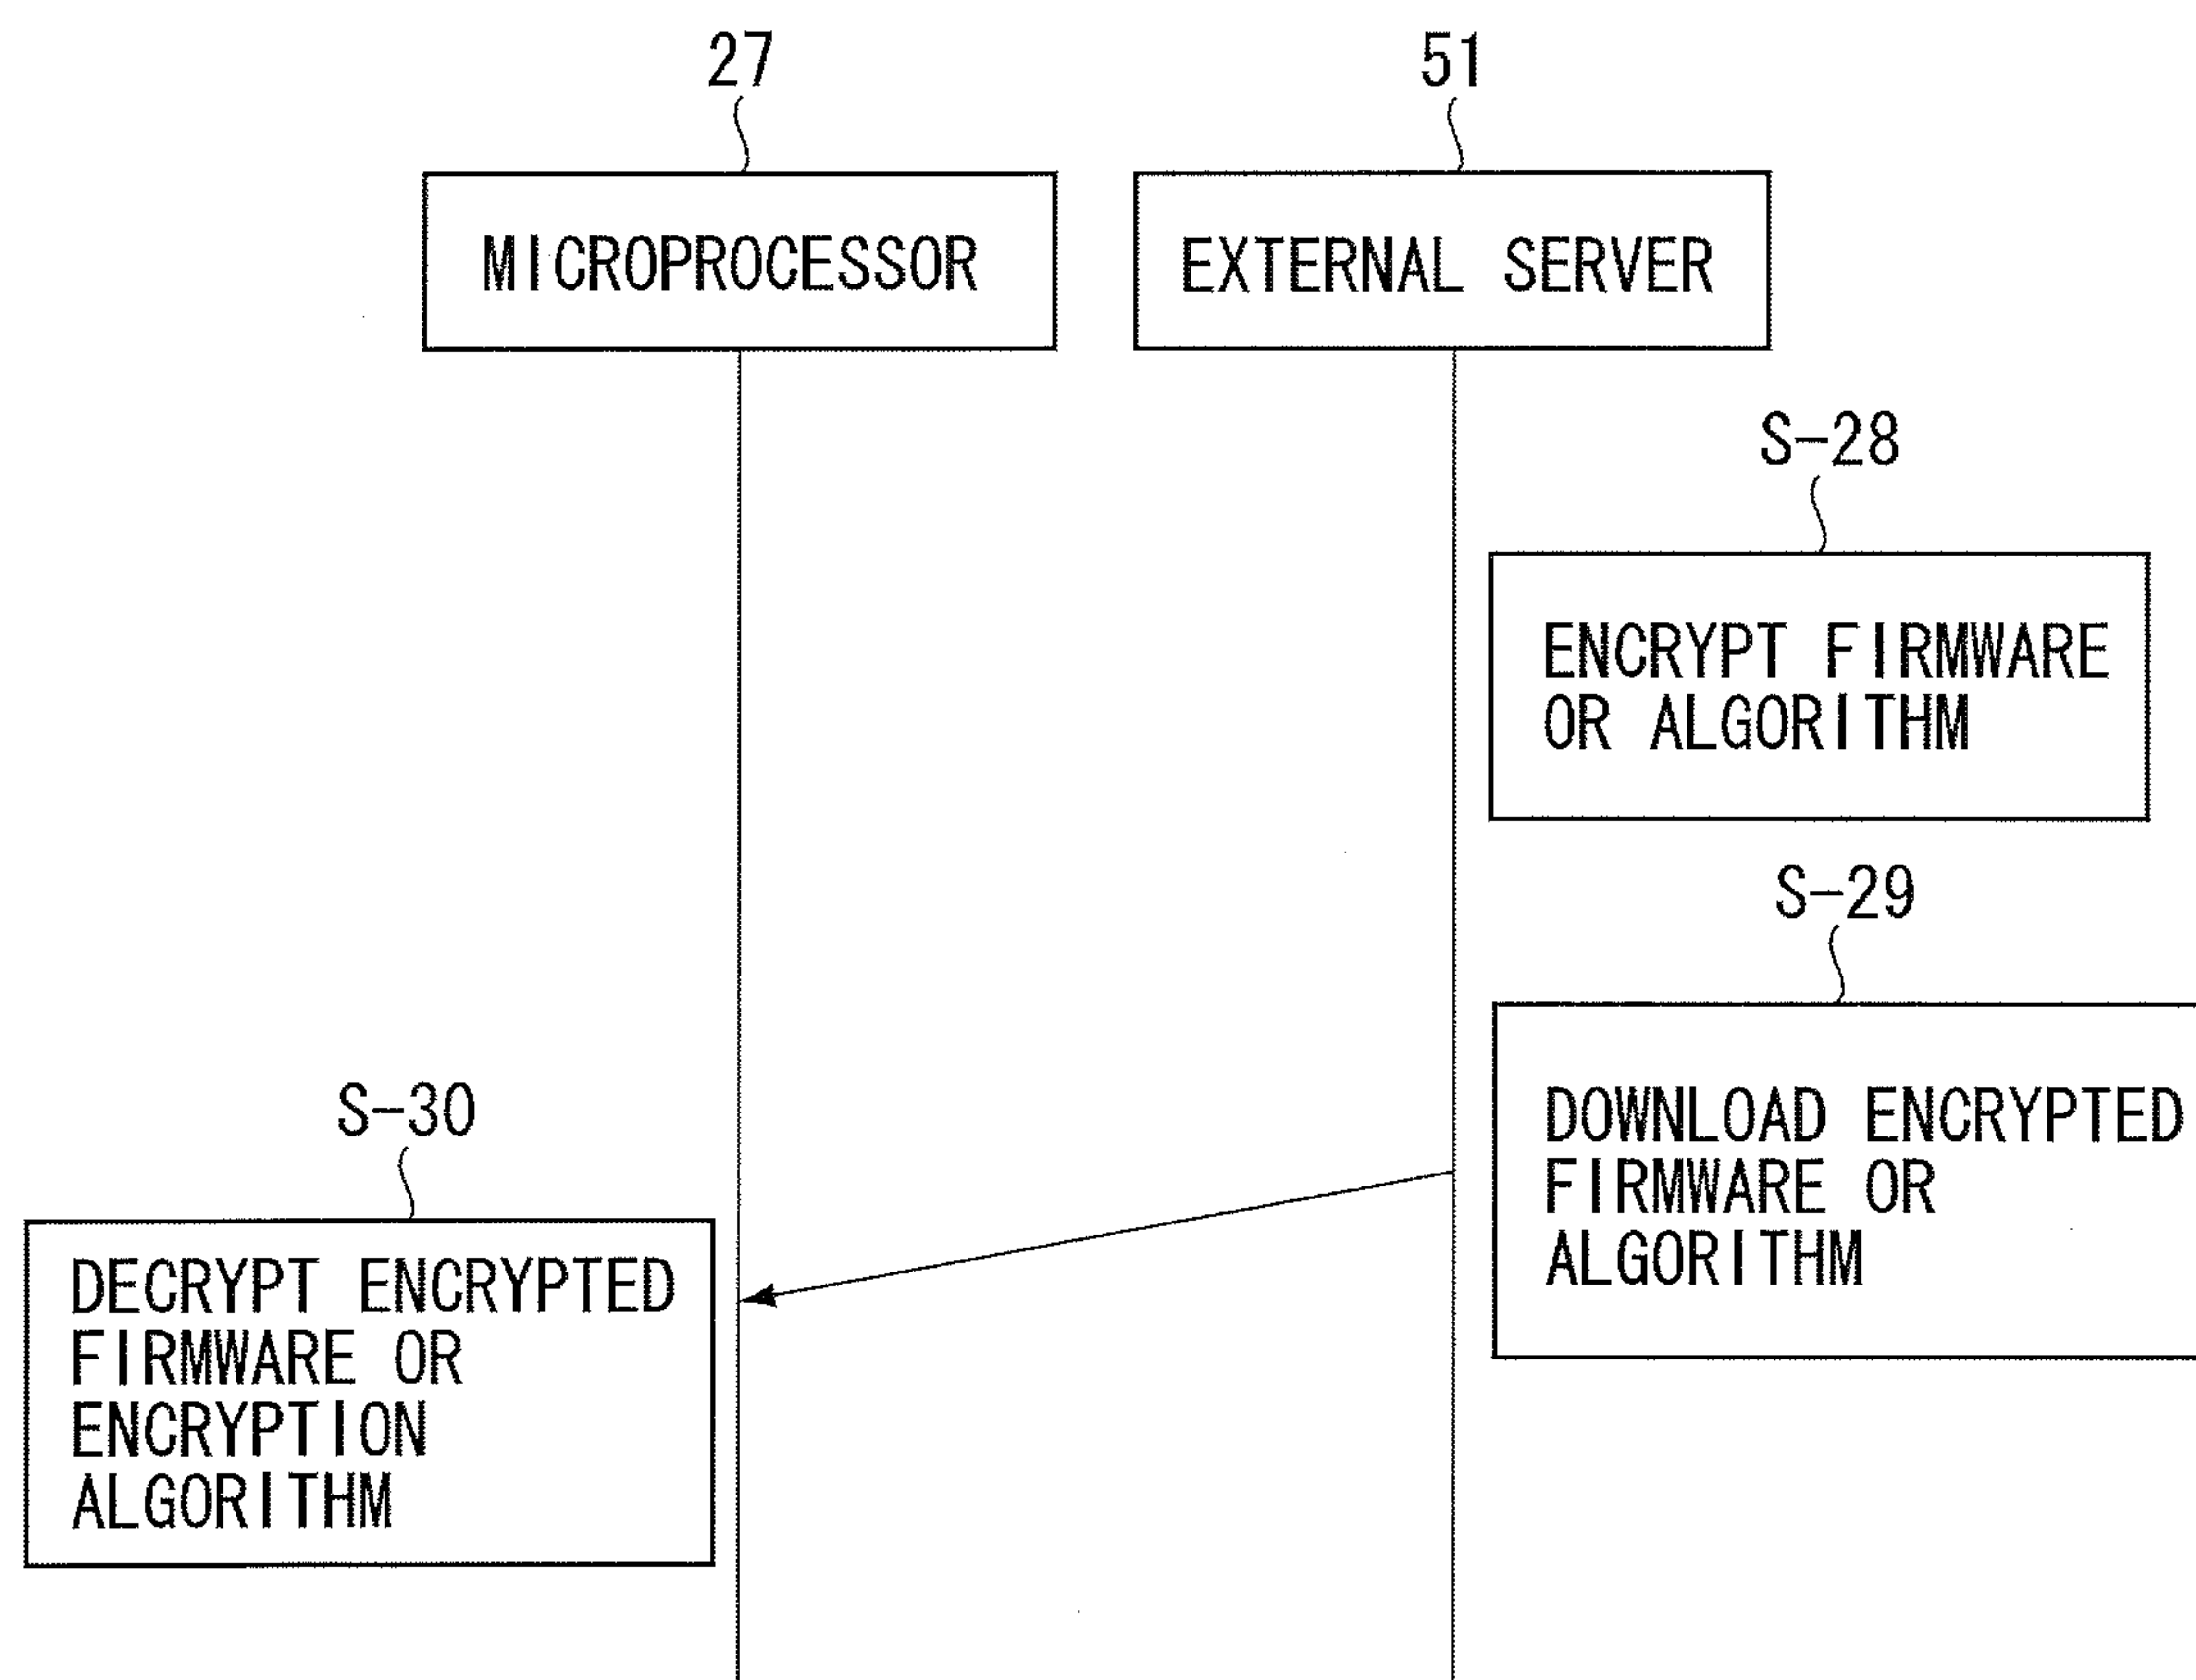 27
51
MICROPROCESSOR
EXTERNAL SERVER
S-28
ENCRYPT FIRMWARE
OR ALGORITHM
S-29
DOWNLOAD ENCRYPTED
FIRMWARE OR
ALGORITHM
S-30
DECRYPT ENCRYPTED
FIRMWARE OR
ENCRYPTION
ALGORITHM